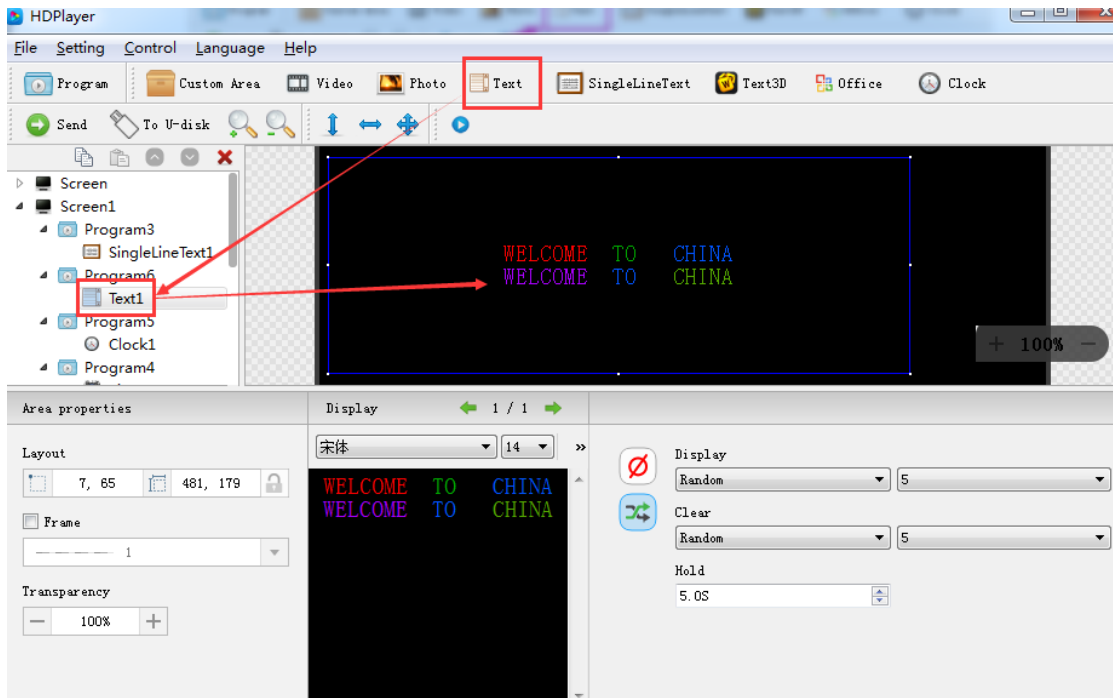 HDPlayer
File Setting Control Language Help
Program Custom Area Video Photo Text SingleLineText Text3D Office Clock
Send To U-disk
Screen
Screen1
Program3
SingleLineText1
Program6
Text1
Program5
Clock1
Program4
WELCOME TO CHINA
WELCOME TO CHINA
+ 100% −
Area properties
Layout
7, 65 481, 179
Frame
1
Transparency
— 100% +
Display 1 / 1
宋体 14 »
WELCOME TO CHINA
WELCOME TO CHINA
Display
Random 5
Clear
Random 5
Hold
5.0S